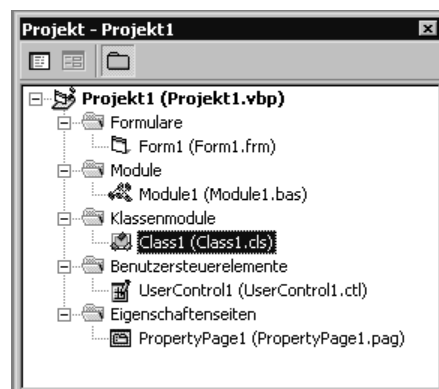 Projekt - Projekt1
Projekt1 (Projekt1.vbp)
Formulare
Form1 (Form1.frm)
Module
Module1 (Module1.bas)
Klassenmodule
Class1 (Class1.cls)
Benutzersteuerelemente
UserControl1 (UserControl1.ctl)
Eigenschaftenseiten
PropertyPage1 (PropertyPage1.pag)